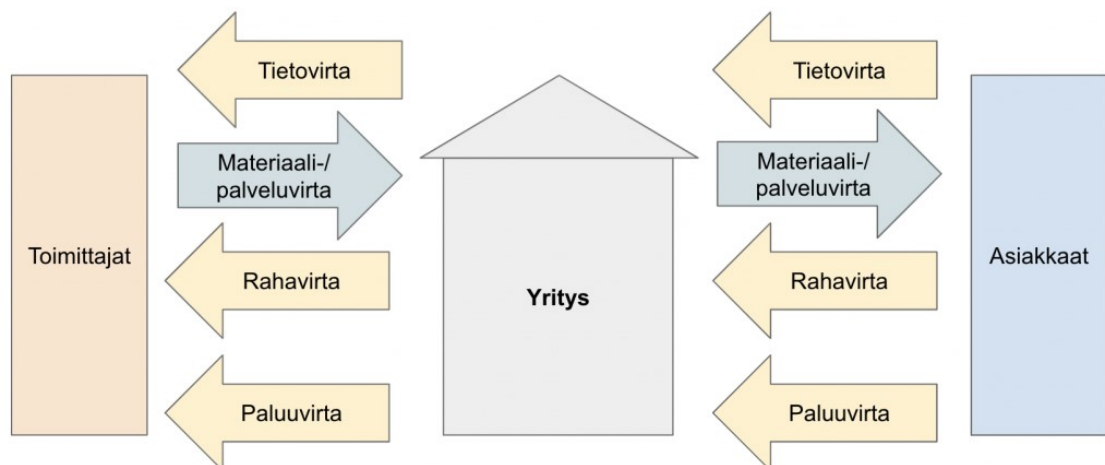 Tietovirta
Tietovirta
Materiaali-/
palveluvirta
Materiaali-/
palveluvirta
Toimittajat
Rahavirta
Yritys
Rahavirta
Asiakkaat
Paluuvirta
Paluuvirta